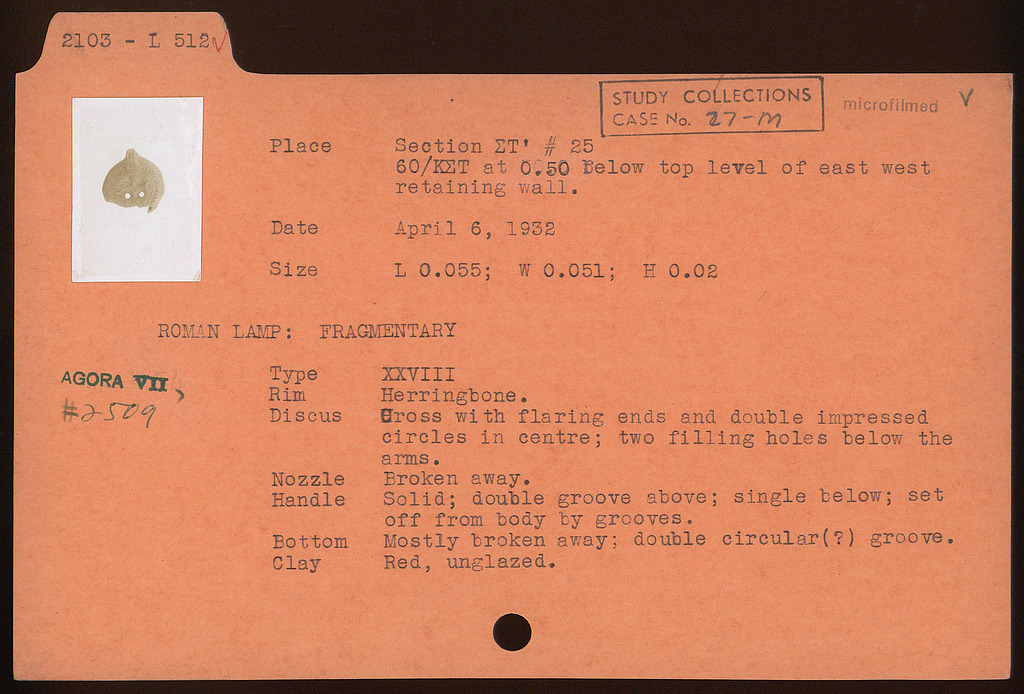 2103 - L 512 ✓
STUDY COLLECTIONS
CASE No. 27-M
microfilmed ✓
Place Section ΣΤ' # 25
60/ΚΣΤ at 0.50 below top level of east west
retaining wall.
Date April 6, 1932
Size L 0.055; W 0.051; H 0.02
ROMAN LAMP: FRAGMENTARY
AGORA VII,
#2509
Type XXVIII
Rim Herringbone.
Discus Cross with flaring ends and double impressed
circles in centre; two filling holes below the
arms.
Nozzle Broken away.
Handle Solid; double groove above; single below; set
off from body by grooves.
Bottom Mostly broken away; double circular(?) groove.
Clay Red, unglazed.